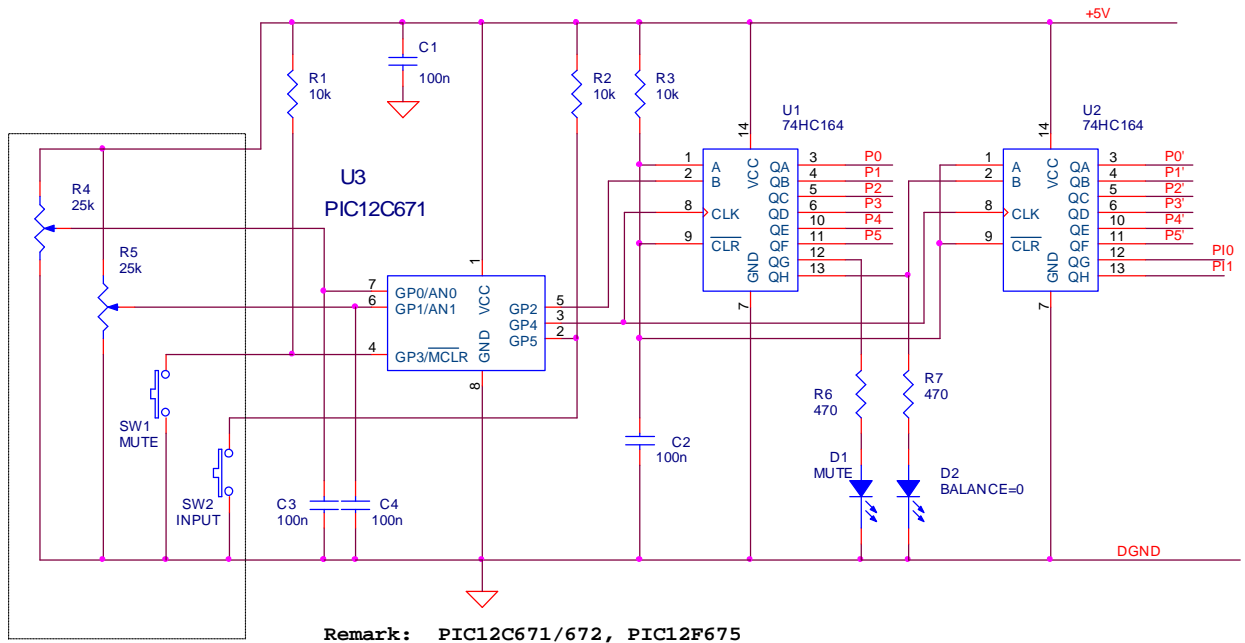 +5V
C1
100n
R1
10k
R2
10k
R3
10k
U1
74HC164
U2
74HC164
R4
25k
R5
25k
U3
PIC12C671
1
2
8
9
14
7
A
B
CLK
CLR
VCC
GND
QA
QB
QC
QD
QE
QF
QG
QH
3
4
5
6
10
11
12
13
P0
P1
P2
P3
P4
P5
1
2
8
9
14
7
A
B
CLK
CLR
VCC
GND
QA
QB
QC
QD
QE
QF
QG
QH
3
4
5
6
10
11
12
13
P0'
P1'
P2'
P3'
P4'
P5'
PI0
PI1
7
6
4
1
8
GP0/AN0
GP1/AN1
GP3/MCLR
VCC
GND
GP2
GP4
GP5
5
3
2
SW1
MUTE
SW2
INPUT
C3
100n
C4
100n
C2
100n
R6
470
R7
470
D1
MUTE
D2
BALANCE=0
DGND
Remark: PIC12C671/672, PIC12F675